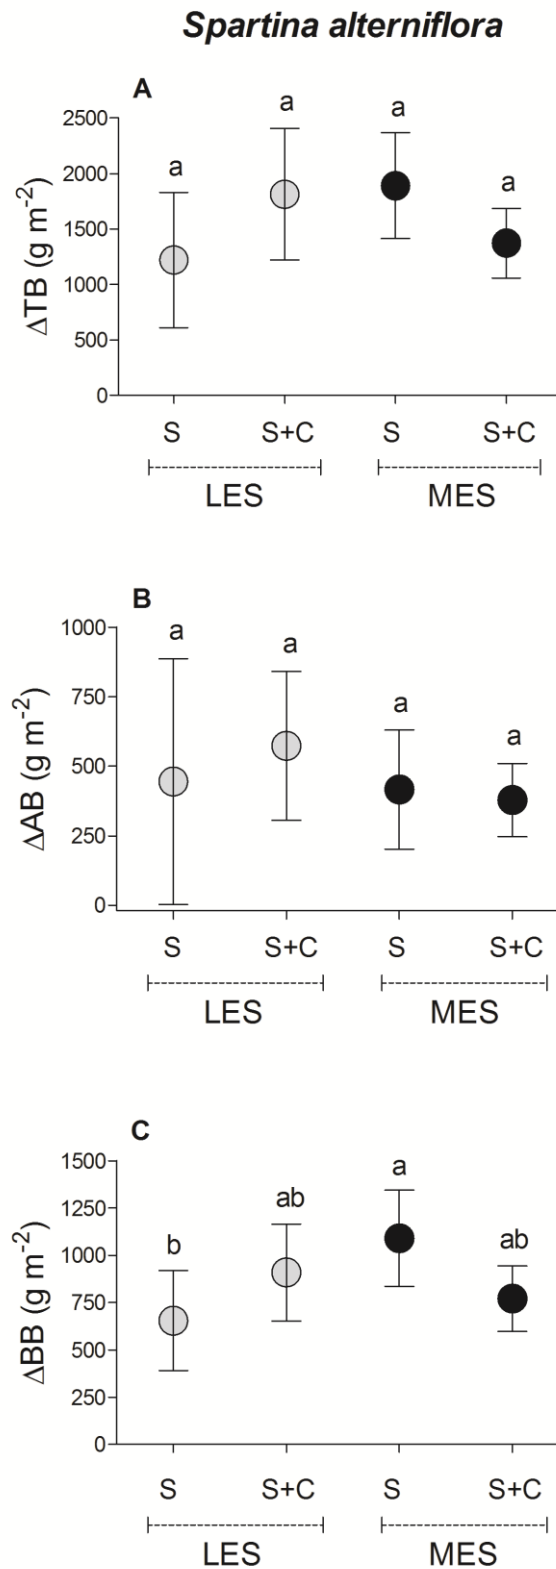 Spartina alterniflora
A
ΔTB (g m-2)
2500
2000
1500
1000
500
0
a
a
a
a
S
S+C
S
S+C
LES
MES
B
ΔAB (g m-2)
1000
750
500
250
0
a
a
a
a
S
S+C
S
S+C
LES
MES
C
ΔBB (g m-2)
1500
1250
1000
750
500
250
0
b
ab
a
ab
S
S+C
S
S+C
LES
MES